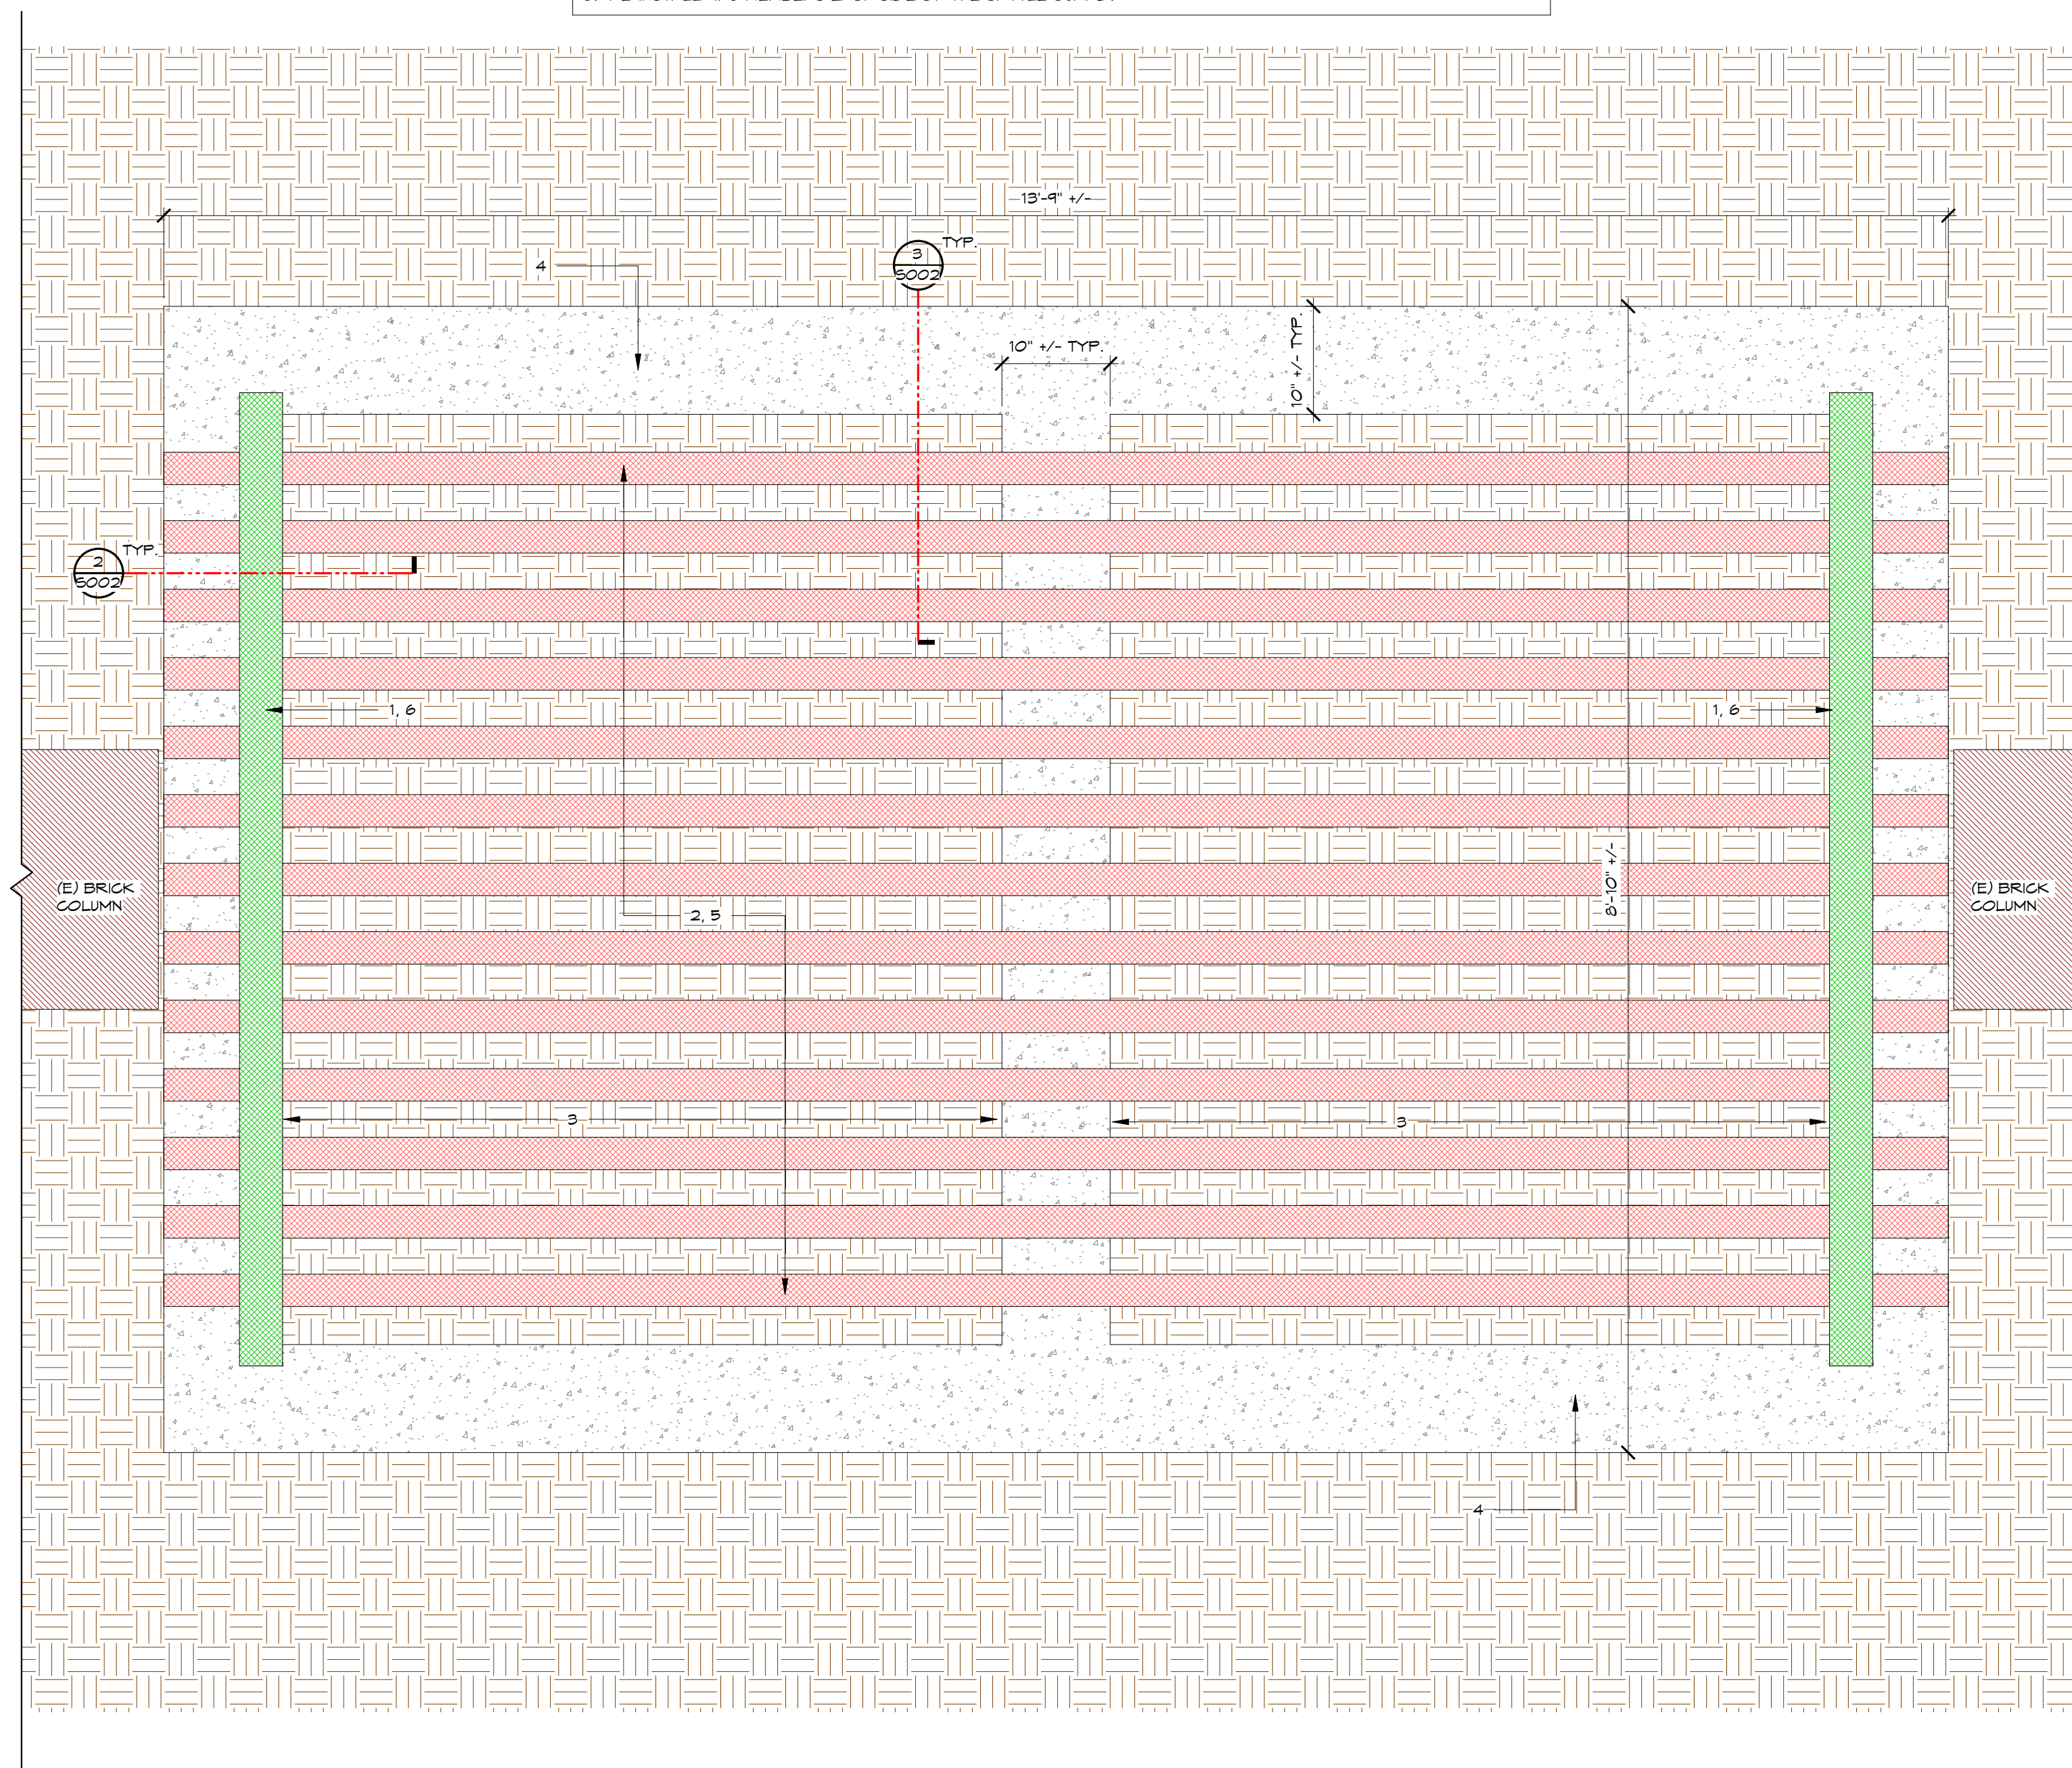 13'-9" +/-
3
S002
TYP.
4
10" +/- TYP.
10" +/- TYP.
2
S002
TYP.
1, 6
1, 6
8'-10" +/-
(E) BRICK
COLUMN
(E) BRICK
COLUMN
2, 5
3
3
4